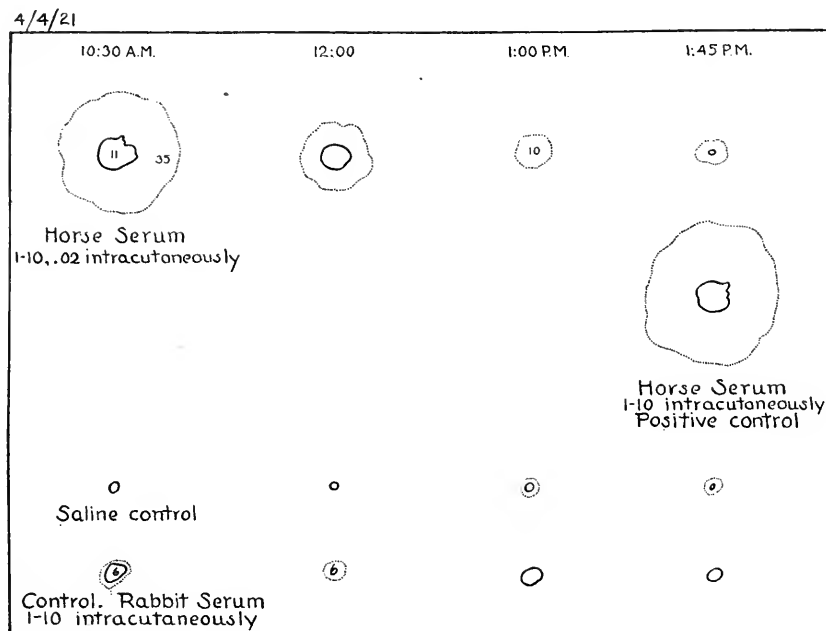 4/4/21
10:30 A.M. 12:00 1:00 P.M. 1:45 P.M.
11 35 10
Horse Serum
1-10, .02 intracutaneously
Horse Serum
1-10 intracutaneously
Positive control
Saline control
6 6
Control. Rabbit Serum
1-10 intracutaneously